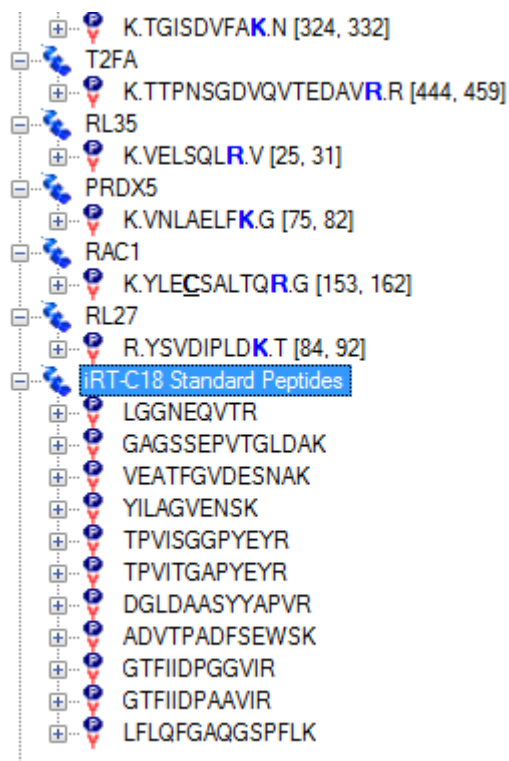 K.TGISDVFAK.N [324, 332]
T2FA
K.TTPNSGDVQVTEDAVR.R [444, 459]
RL35
K.VELSQLR.V [25, 31]
PRDX5
K.VNLAELFK.G [75, 82]
RAC1
K.YLECSALTQR.G [153, 162]
RL27
R.YSVDIPLDK.T [84, 92]
iRT-C18 Standard Peptides
LGGNEQVTR
GAGSSEPVTGLDAK
VEATFGVDESNAK
YILAGVENSK
TPVISGGPYEYR
TPVITGAPYEYR
DGLDAASYYAPVR
ADVTPADFSEWSK
GTFIIDPGGVIR
GTFIIDPAAVIR
LFLQFGAQGSPFLK